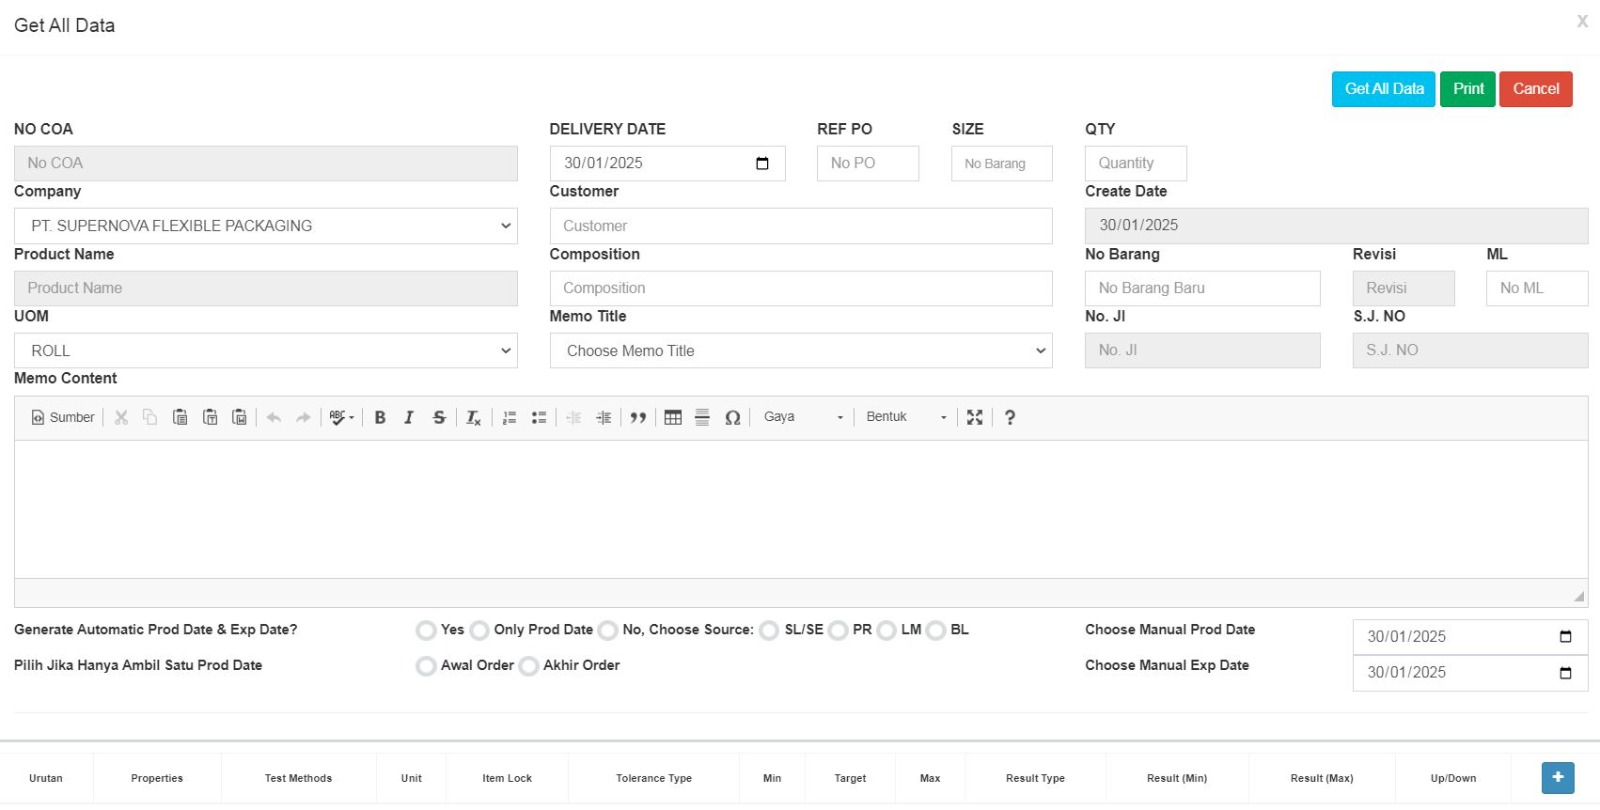 Get All Data
X
Get All Data Print Cancel
NO COA DELIVERY DATE REF PO SIZE QTY
No COA 30/01/2025 No PO No Barang Quantity
Company Customer Create Date
PT. SUPERNOVA FLEXIBLE PACKAGING Customer 30/01/2025
Product Name Composition No Barang Revisi ML
Product Name Composition No Barang Baru Revisi No ML
UOM Memo Title No. JI S.J. NO
ROLL Choose Memo Title No. JI S.J. NO
Memo Content
Sumber ABC B I S Ix Ω Gaya Bentuk ?
Generate Automatic Prod Date & Exp Date? Yes Only Prod Date No, Choose Source: SL/SE PR LM BL Choose Manual Prod Date 30/01/2025
Pilih Jika Hanya Ambil Satu Prod Date Awal Order Akhir Order Choose Manual Exp Date 30/01/2025
Urutan Properties Test Methods Unit Item Lock Tolerance Type Min Target Max Result Type Result (Min) Result (Max) Up/Down +